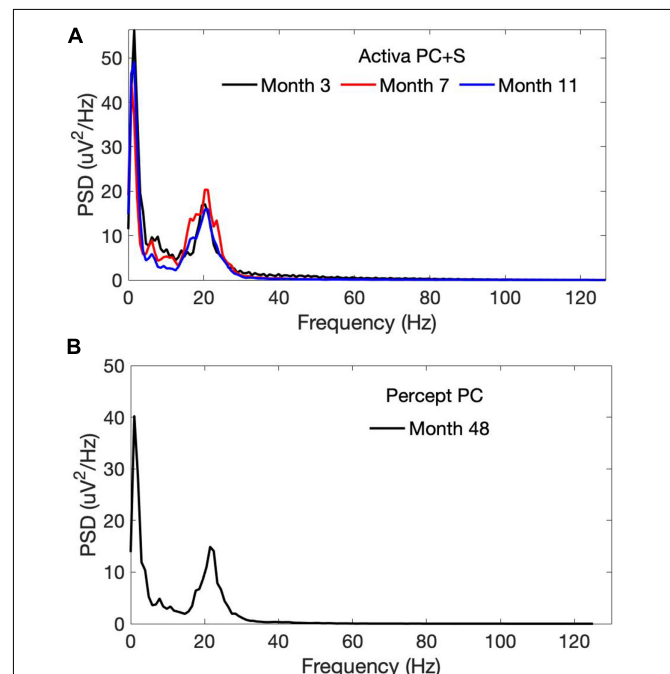 A
Activa PC+S
Month 3 Month 7 Month 11
PSD (uV²/Hz)
50
40
30
20
10
0
0 20 40 60 80 100 120
Frequency (Hz)
B
Percept PC
Month 48
PSD (uV²/Hz)
50
40
30
20
10
0
0 20 40 60 80 100 120
Frequency (Hz)